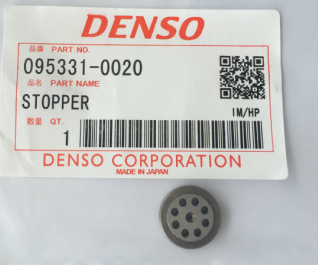 DENSO
品番 PART NO.
095331-0020
品名 PART NAME
STOPPER
IM/HP
数量 QT.
1
DENSO CORPORATION
MADE IN JAPAN